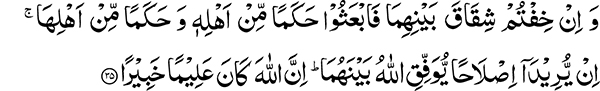 وَ اِنْ خِفْتُمْ شِقَاقَ بَيْنِهِمَا فَابْعَثُوْا حَكَمًا مِّنْ اَهْلِهٖ وَ حَكَمًا مِّنْ اَهْلِهَا ۚ
اِنْ يُّرِيْدَاۤ اِصْلَاحًا يُّوَفِّقِ اللّٰهُ بَيْنَهُمَا ؕ اِنَّ اللّٰهَ كَانَ عَلِيْمًا خَبِيْرًا ﴿۳۵﴾